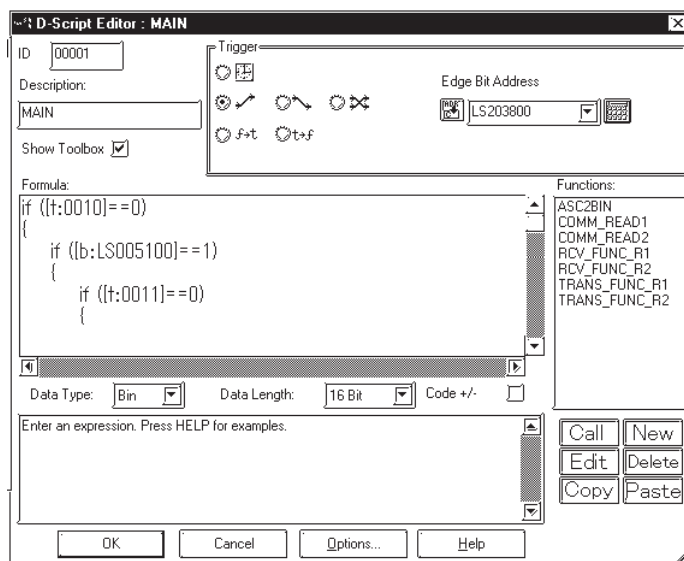 D-Script Editor : MAIN
ID 00001
Description:
MAIN
Show Toolbox
Trigger
f→t t→f
Edge Bit Address
LS203800
Formula:
if ([t:0010]==0)
{
if ([b:LS005100]==1)
{
if ([t:0011]==0)
{
Functions:
ASC2BIN
COMM_READ1
COMM_READ2
RCV_FUNC_R1
RCV_FUNC_R2
TRANS_FUNC_R1
TRANS_FUNC_R2
Data Type: Bin Data Length: 16 Bit Code +/-
Enter an expression. Press HELP for examples.
Call New
Edit Delete
Copy Paste
OK Cancel Options... Help